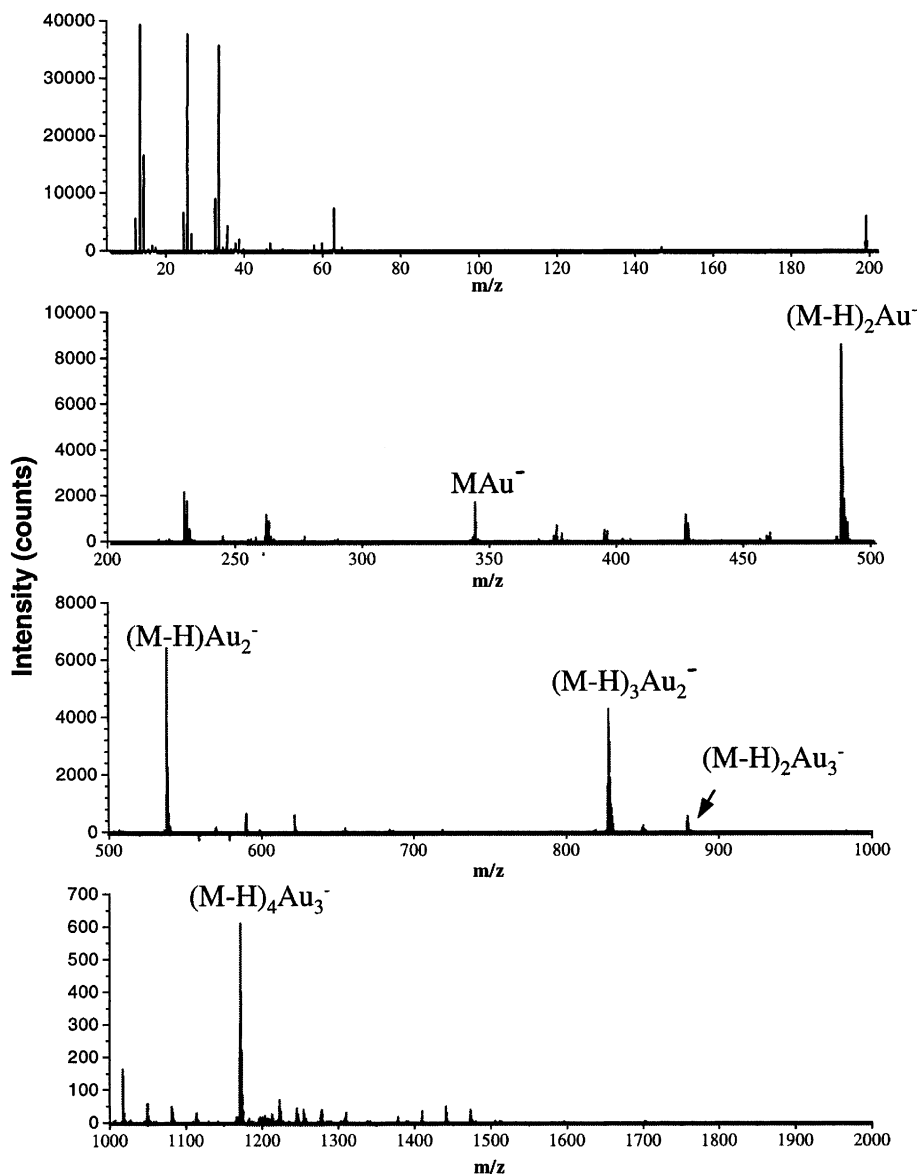 Intensity (counts)
40000
30000
20000
10000
0
20 40 60 80 100 120 140 160 180 200
m/z
10000
8000
6000
4000
2000
0
(M-H)₂Au⁻
MAu⁻
200 250 300 350 400 450 500
m/z
8000
6000
4000
2000
0
(M-H)Au₂⁻
(M-H)₃Au₂⁻
(M-H)₂Au₃⁻
500 600 700 800 900 1000
m/z
700
600
500
400
300
200
100
0
(M-H)₄Au₃⁻
1000 1100 1200 1300 1400 1500 1600 1700 1800 1900 2000
m/z